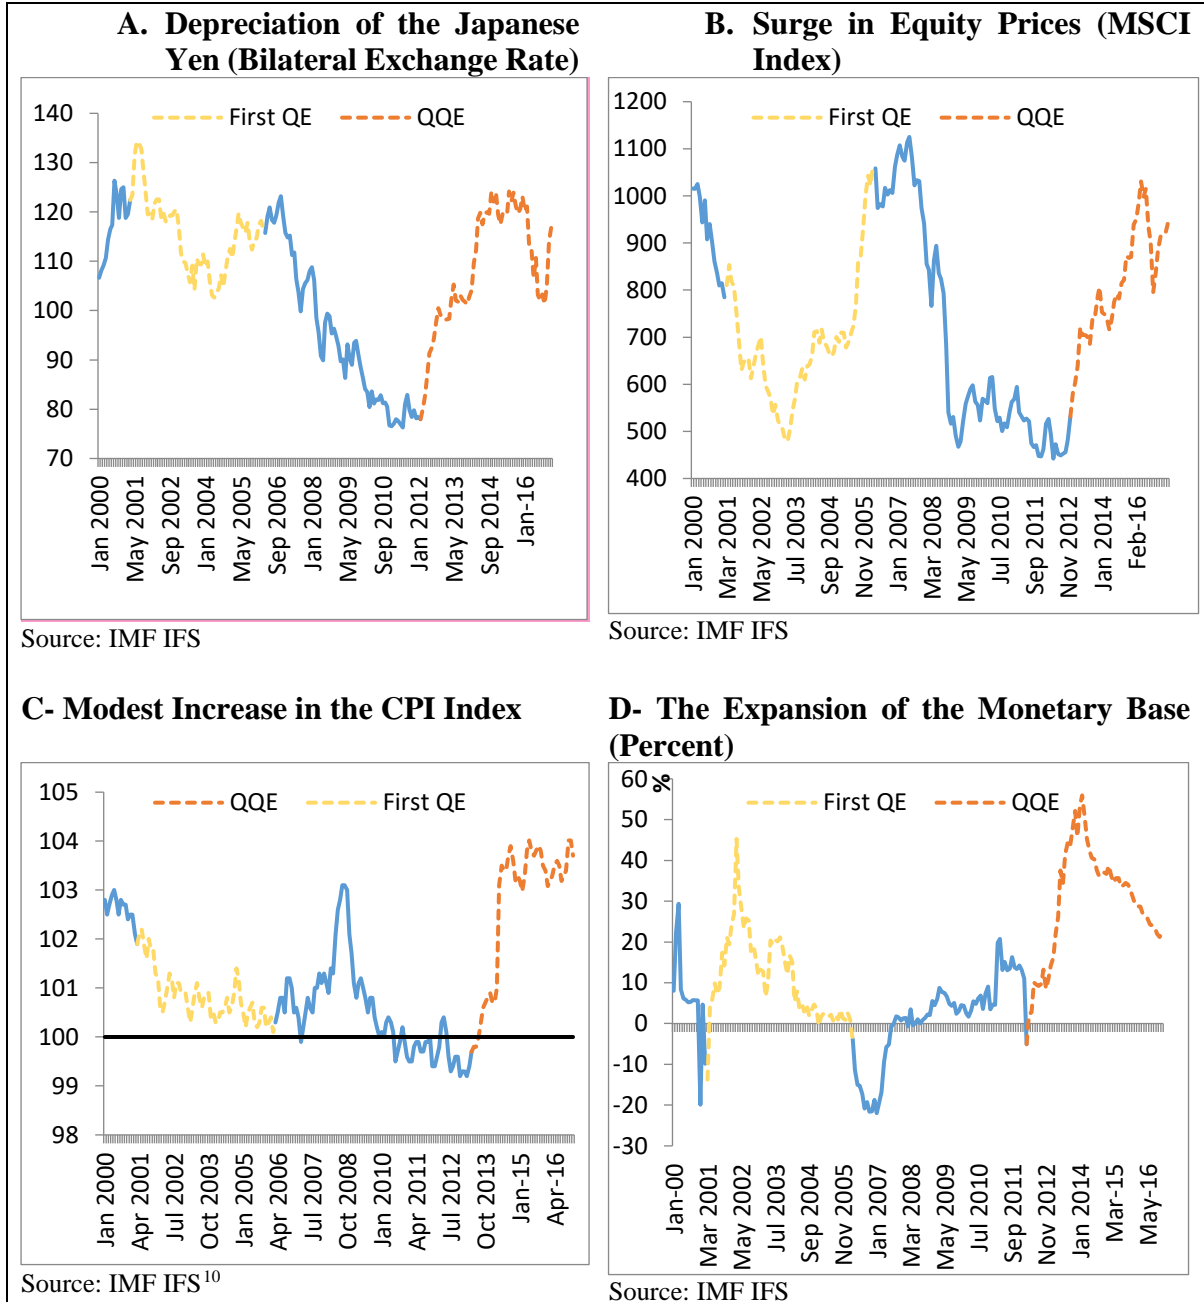 A. Depreciation of the Japanese
Yen (Bilateral Exchange Rate)
140
130
120
110
100
90
80
70
First QE
QQE
Jan 2000
May 2001
Sep 2002
Jan 2004
May 2005
Sep 2006
Jan 2008
May 2009
Sep 2010
Jan 2012
May 2013
Sep 2014
Jan-16
Source: IMF IFS
B. Surge in Equity Prices (MSCI
Index)
1200
1100
1000
900
800
700
600
500
400
First QE
QQE
Jan 2000
Mar 2001
May 2002
Jul 2003
Sep 2004
Nov 2005
Jan 2007
Mar 2008
May 2009
Jul 2010
Sep 2011
Nov 2012
Jan 2014
Feb-16
Source: IMF IFS
C- Modest Increase in the CPI Index
105
104
103
102
101
100
99
98
QQE
First QE
Jan 2000
Apr 2001
Jul 2002
Oct 2003
Jan 2005
Apr 2006
Jul 2007
Oct 2008
Jan 2010
Apr 2011
Jul 2012
Oct 2013
Jan-15
Apr-16
Source: IMF IFS10
D- The Expansion of the Monetary Base
(Percent)
%
60
50
40
30
20
10
0
-10
-20
-30
First QE
QQE
Jan-00
Mar 2001
May 2002
Jul 2003
Sep 2004
Nov 2005
Jan 2007
Mar 2008
May 2009
Jul 2010
Sep 2011
Nov 2012
Jan 2014
Mar-15
May-16
Source: IMF IFS